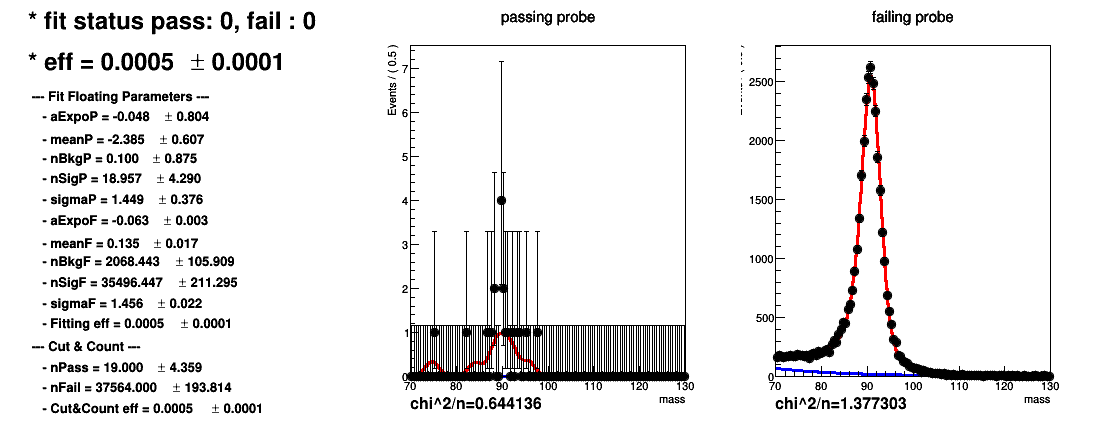 * fit status pass: 0, fail : 0
* eff = 0.0005 ± 0.0001
--- Fit Floating Parameters ---
- aExpoP = -0.048 ± 0.804
- meanP = -2.385 ± 0.607
- nBkgP = 0.100 ± 0.875
- nSigP = 18.957 ± 4.290
- sigmaP = 1.449 ± 0.376
- aExpoF = -0.063 ± 0.003
- meanF = 0.135 ± 0.017
- nBkgF = 2068.443 ± 105.909
- nSigF = 35496.447 ± 211.295
- sigmaF = 1.456 ± 0.022
- Fitting eff = 0.0005 ± 0.0001
--- Cut & Count ---
- nPass = 19.000 ± 4.359
- nFail = 37564.000 ± 193.814
- Cut&Count eff = 0.0005 ± 0.0001
passing probe
Events / ( 0.5 )
7
6
5
4
3
2
1
0
70 80 90 100 110 120 130
mass
chi^2/n=0.644136
failing probe
2500
2000
1500
1000
500
0
70 80 90 100 110 120 130
mass
chi^2/n=1.377303